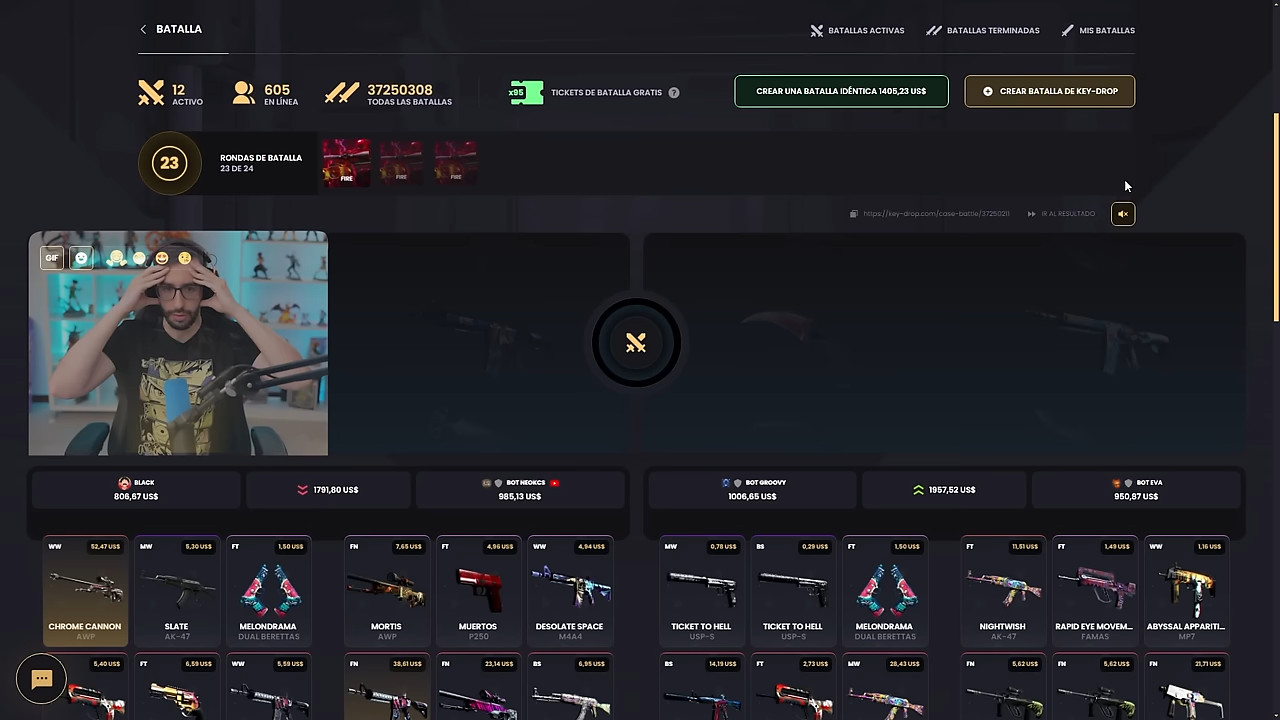 BATALLA
BATALLAS ACTIVAS
BATALLAS TERMINADAS
MIS BATALLAS
12
ACTIVO
605
EN LÍNEA
37250308
TODAS LAS BATALLAS
x95
TICKETS DE BATALLA GRATIS
?
CREAR UNA BATALLA IDÉNTICA 1405,23 US$
CREAR BATALLA DE KEY-DROP
23
RONDAS DE BATALLA
23 DE 24
FIRE
FIRE
FIRE
https://key-drop.com/case-battle/37250211
IR AL RESULTADO
GIF
BLACK
806,67 US$
1791,80 US$
BOT HEOKCS
985,13 US$
BOT GROOVY
1006,65 US$
1957,52 US$
BOT EVA
950,87 US$
WW 52,47 US$
MW 5,30 US$
FT 1,50 US$
FN 7,65 US$
FT 4,96 US$
WW 4,94 US$
MW 0,78 US$
BS 0,29 US$
FT 1,50 US$
FT 11,51 US$
FT 1,49 US$
WW 1,16 US$
CHROME CANNON
AWP
SLATE
AK-47
MELONDRAMA
DUAL BERETTAS
MORTIS
AWP
MUERTOS
P250
DESOLATE SPACE
M4A4
TICKET TO HELL
USP-S
TICKET TO HELL
USP-S
MELONDRAMA
DUAL BERETTAS
NIGHTWISH
AK-47
RAPID EYE MOVEM...
FAMAS
ABYSSAL APPARITI...
MP7
5,40 US$
FT 6,59 US$
WW 5,59 US$
FN 38,61 US$
FN 23,14 US$
BS 6,95 US$
BS 14,19 US$
FT 2,73 US$
MW 28,43 US$
FN 5,62 US$
FN 5,62 US$
FN 21,71 US$